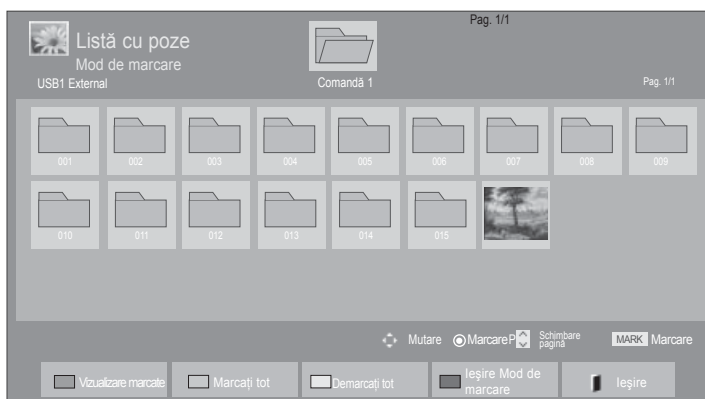 Pag. 1/1
Listă cu poze
Mod de marcare
USB1 External
Comandă 1
Pag. 1/1
001 002 003 004 005 006 007 008 009
010 011 012 013 014 015
Mutare Marcare P Schimbare pagină MARK Marcare
Vizualizare marcate Marcați tot Demarcați tot Ieșire Mod de marcare Ieșire